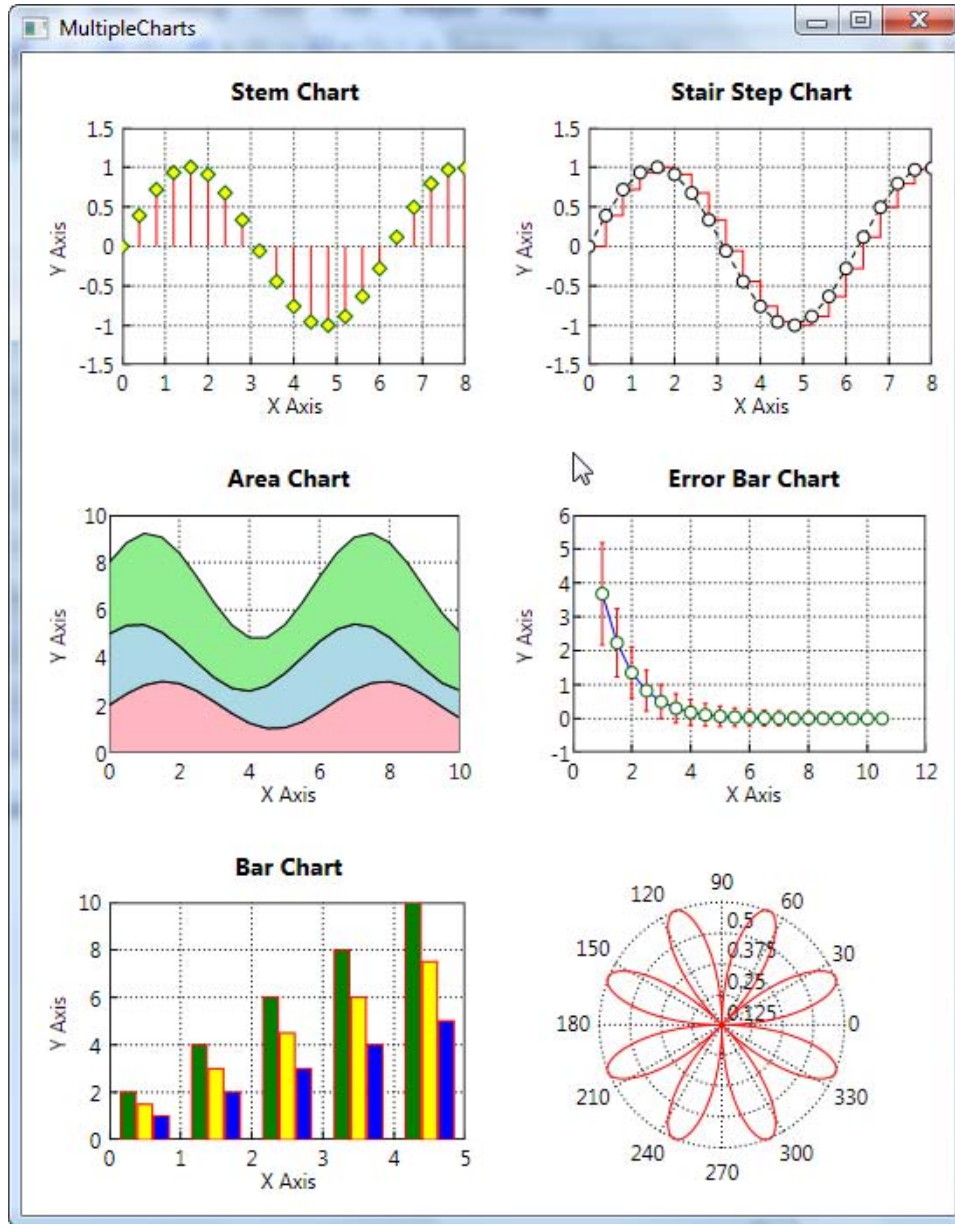 MultipleCharts
Stem Chart
1.5
1
0.5
0
-0.5
-1
-1.5
Y Axis
0 1 2 3 4 5 6 7 8
X Axis
Stair Step Chart
1.5
1
0.5
0
-0.5
-1
-1.5
Y Axis
0 1 2 3 4 5 6 7 8
X Axis
Area Chart
10
8
6
4
2
0
Y Axis
0 2 4 6 8 10
X Axis
Error Bar Chart
6
5
4
3
2
1
0
-1
Y Axis
0 2 4 6 8 10 12
X Axis
Bar Chart
10
8
6
4
2
0
Y Axis
0 1 2 3 4 5
X Axis
90
120 60
0.5
150 0.375 30
0.25
0.125
180 0
210 330
240 300
270